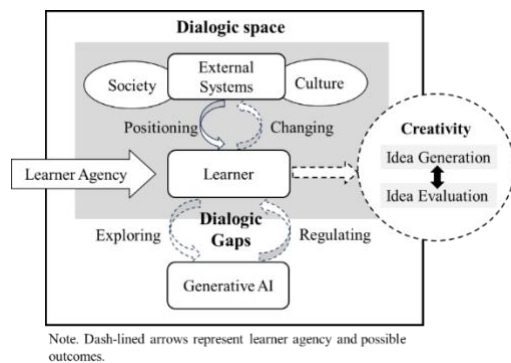 Dialogic space
External
Systems
Society
Culture
Positioning
Changing
Creativity
Idea Generation
Idea Evaluation
Learner Agency
Learner
Dialogic
Gaps
Exploring
Regulating
Generative AI
Note. Dash-lined arrows represent learner agency and possible
outcomes.